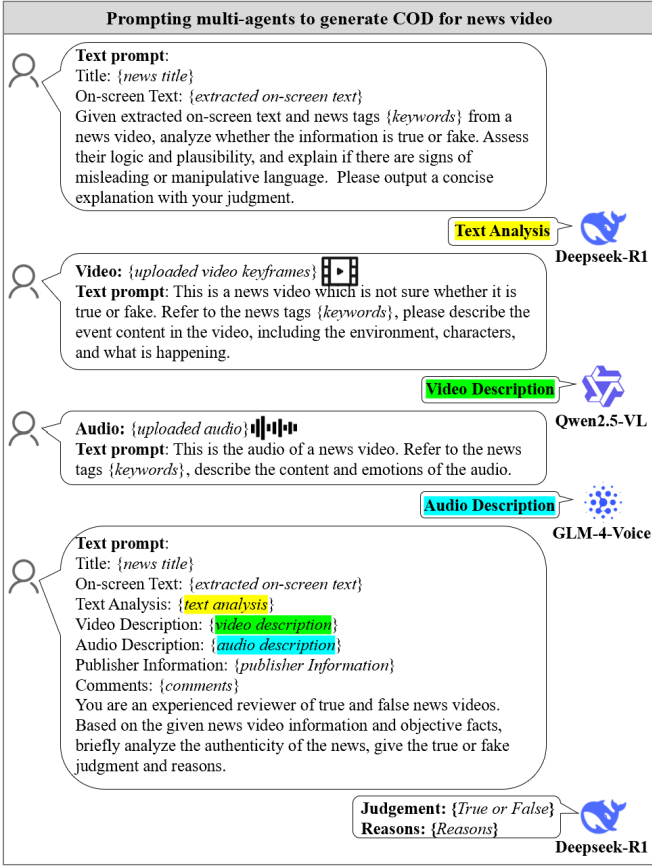 Prompting multi-agents to generate COD for news video
Text prompt:
Title: {news title}
On-screen Text: {extracted on-screen text}
Given extracted on-screen text and news tags {keywords} from a
news video, analyze whether the information is true or fake. Assess
their logic and plausibility, and explain if there are signs of
misleading or manipulative language.  Please output a concise
explanation with your judgment.
Text Analysis
Deepseek-R1
Video: {uploaded video keyframes}
Text prompt: This is a news video which is not sure whether it is
true or fake. Refer to the news tags {keywords}, please describe the
event content in the video, including the environment, characters,
and what is happening.
Video Description
Qwen2.5-VL
Audio: {uploaded audio}
Text prompt: This is the audio of a news video. Refer to the news
tags {keywords}, describe the content and emotions of the audio.
Audio Description
GLM-4-Voice
Text prompt:
Title: {news title}
On-screen Text: {extracted on-screen text}
Text Analysis: {text analysis}
Video Description: {video description}
Audio Description: {audio description}
Publisher Information: {publisher Information}
Comments: {comments}
You are an experienced reviewer of true and false news videos.
Based on the given news video information and objective facts,
briefly analyze the authenticity of the news, give the true or fake
judgment and reasons.
Judgement: {True or False}
Reasons: {Reasons}
Deepseek-R1